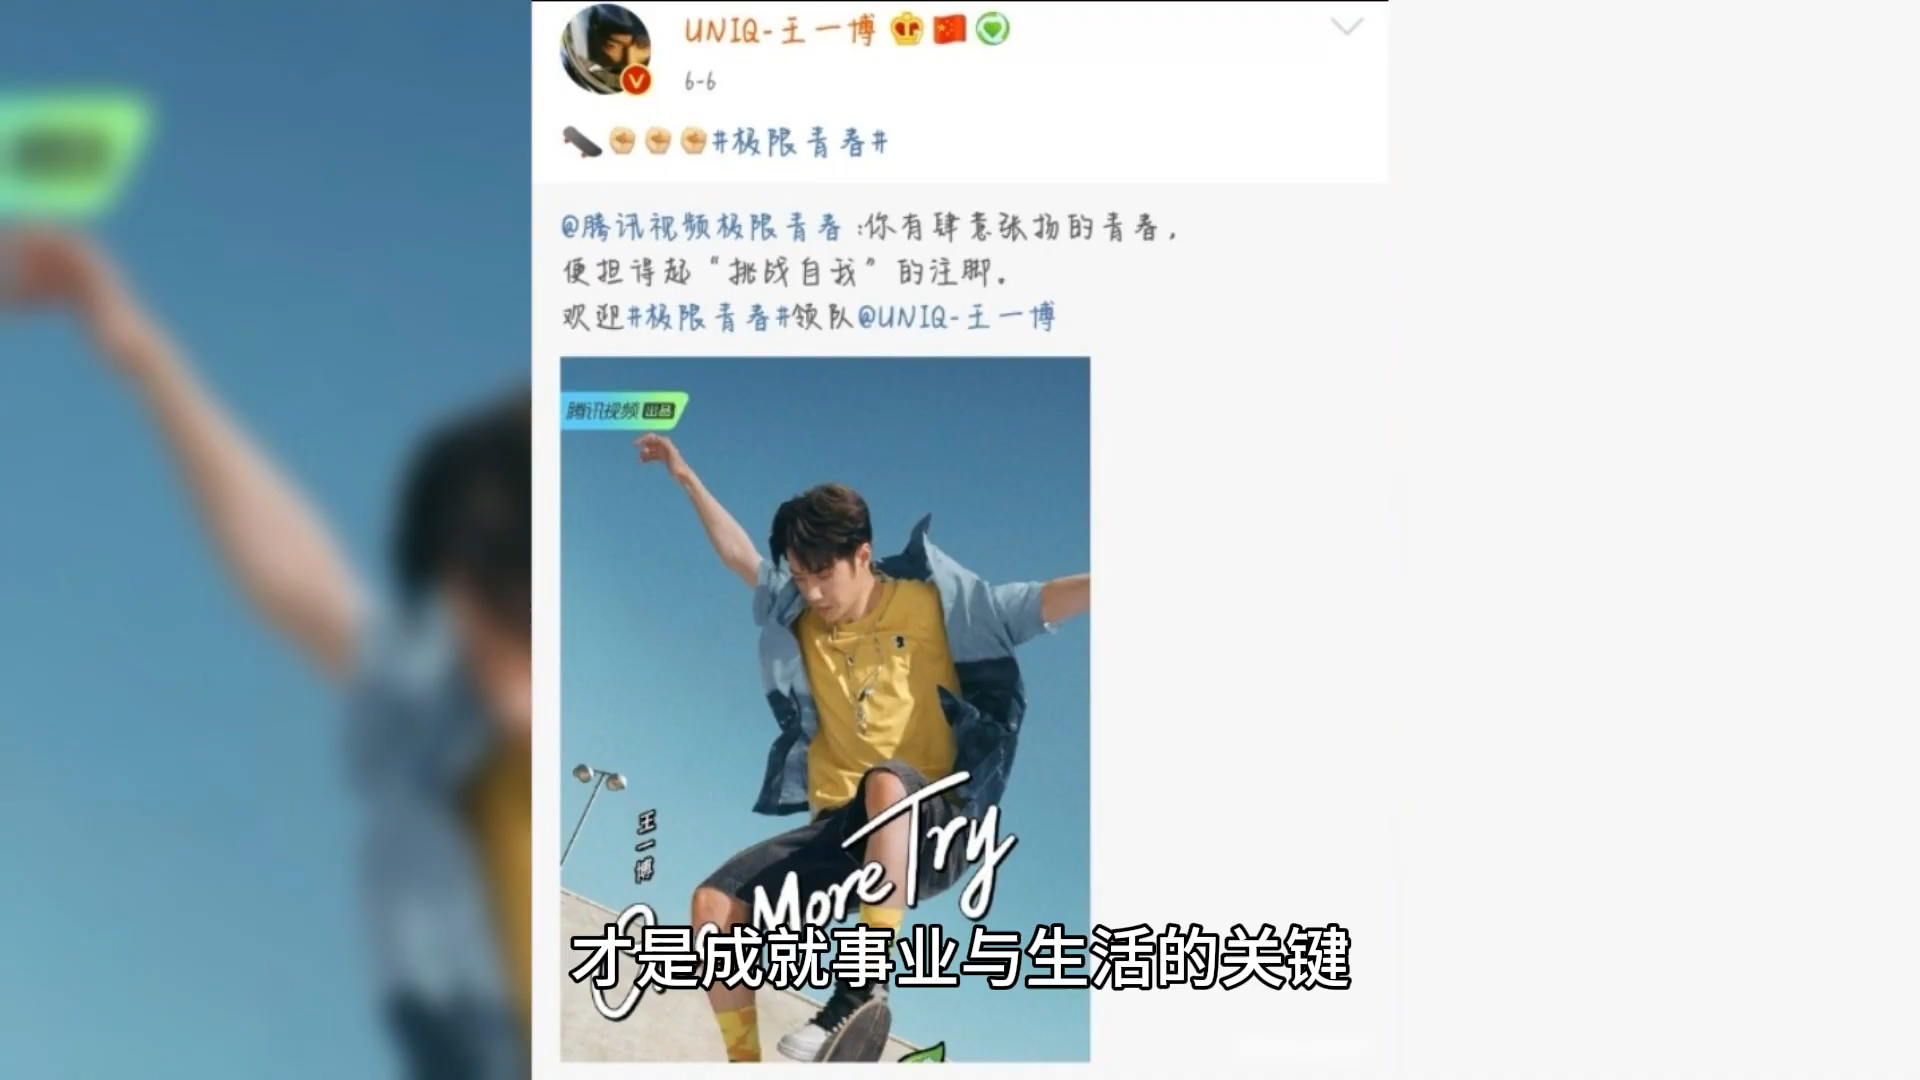 UNIQ-王一博
6-6
#极限青春#
@腾讯视频极限青春:你有肆意张扬的青春，
便担得起“挑战自我”的注脚。
欢迎#极限青春#领队@UNIQ-王一博
腾讯视频 出品
王一博
More Try
才是成就事业与生活的关键